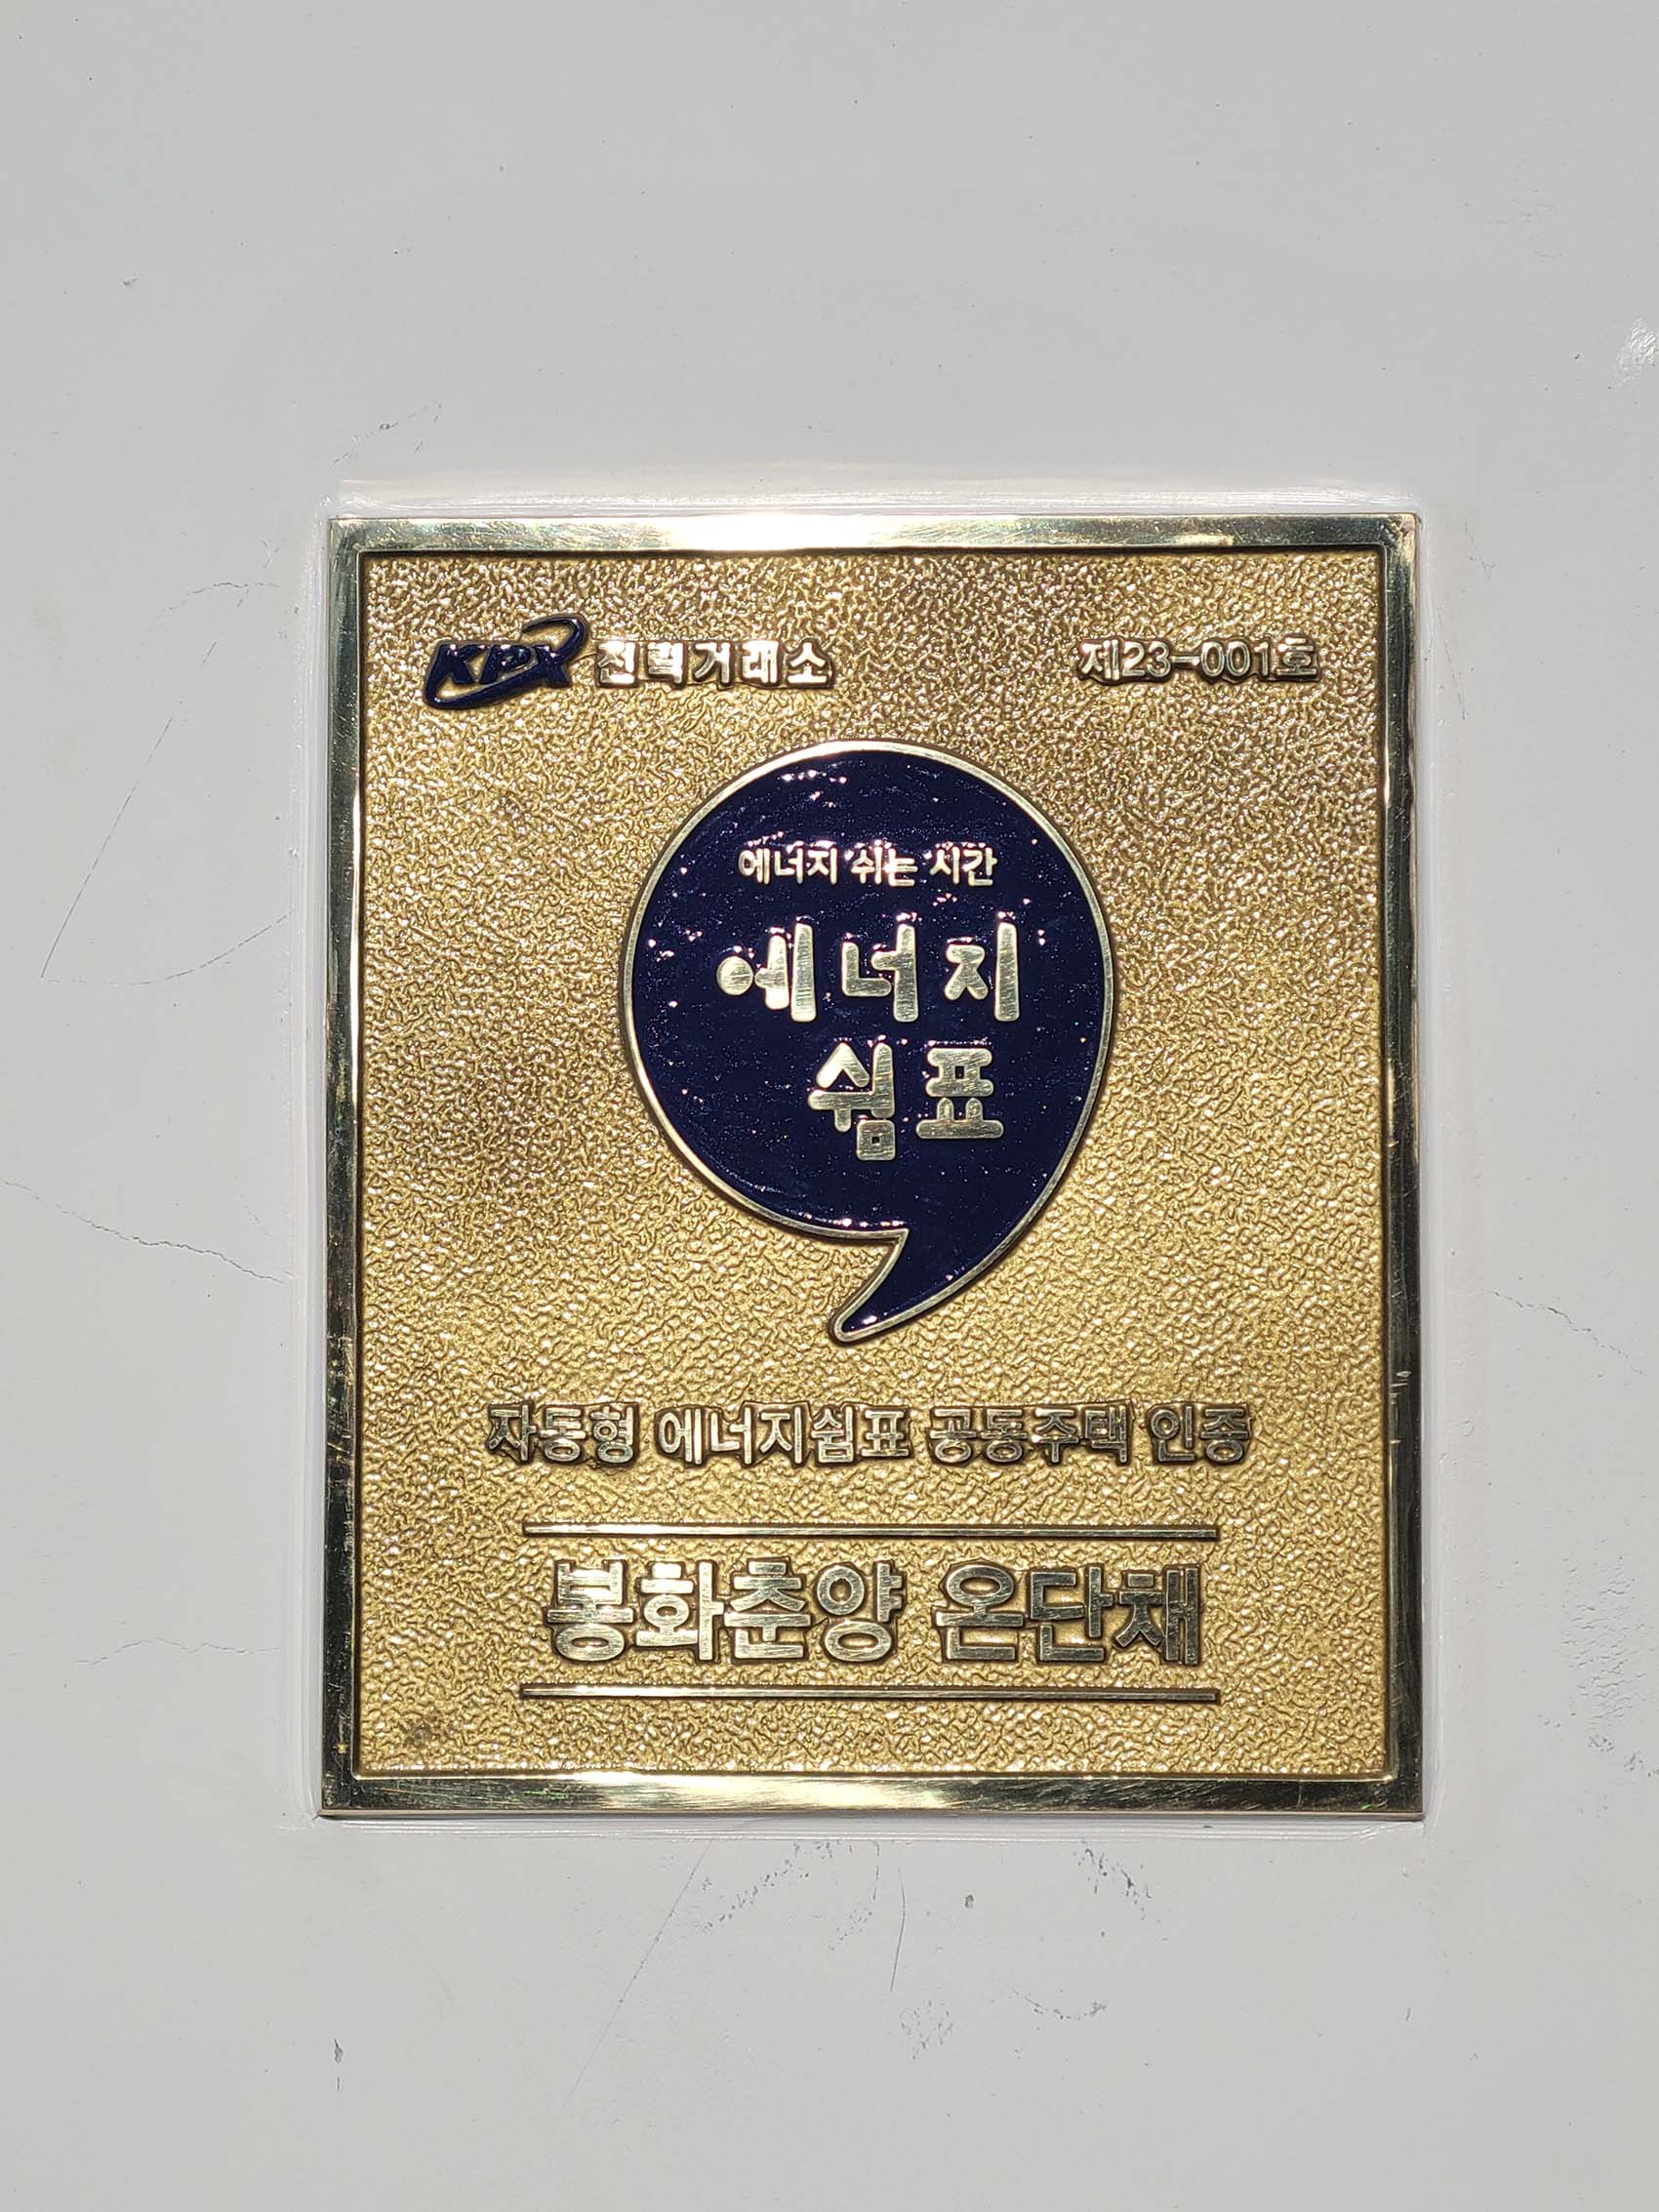 KPX 전력거래소 제23-001호
에너지 쉬는 시간
에너지
쉼표
자동형 에너지쉼표 공동주택 인증
봉화춘양 온단채